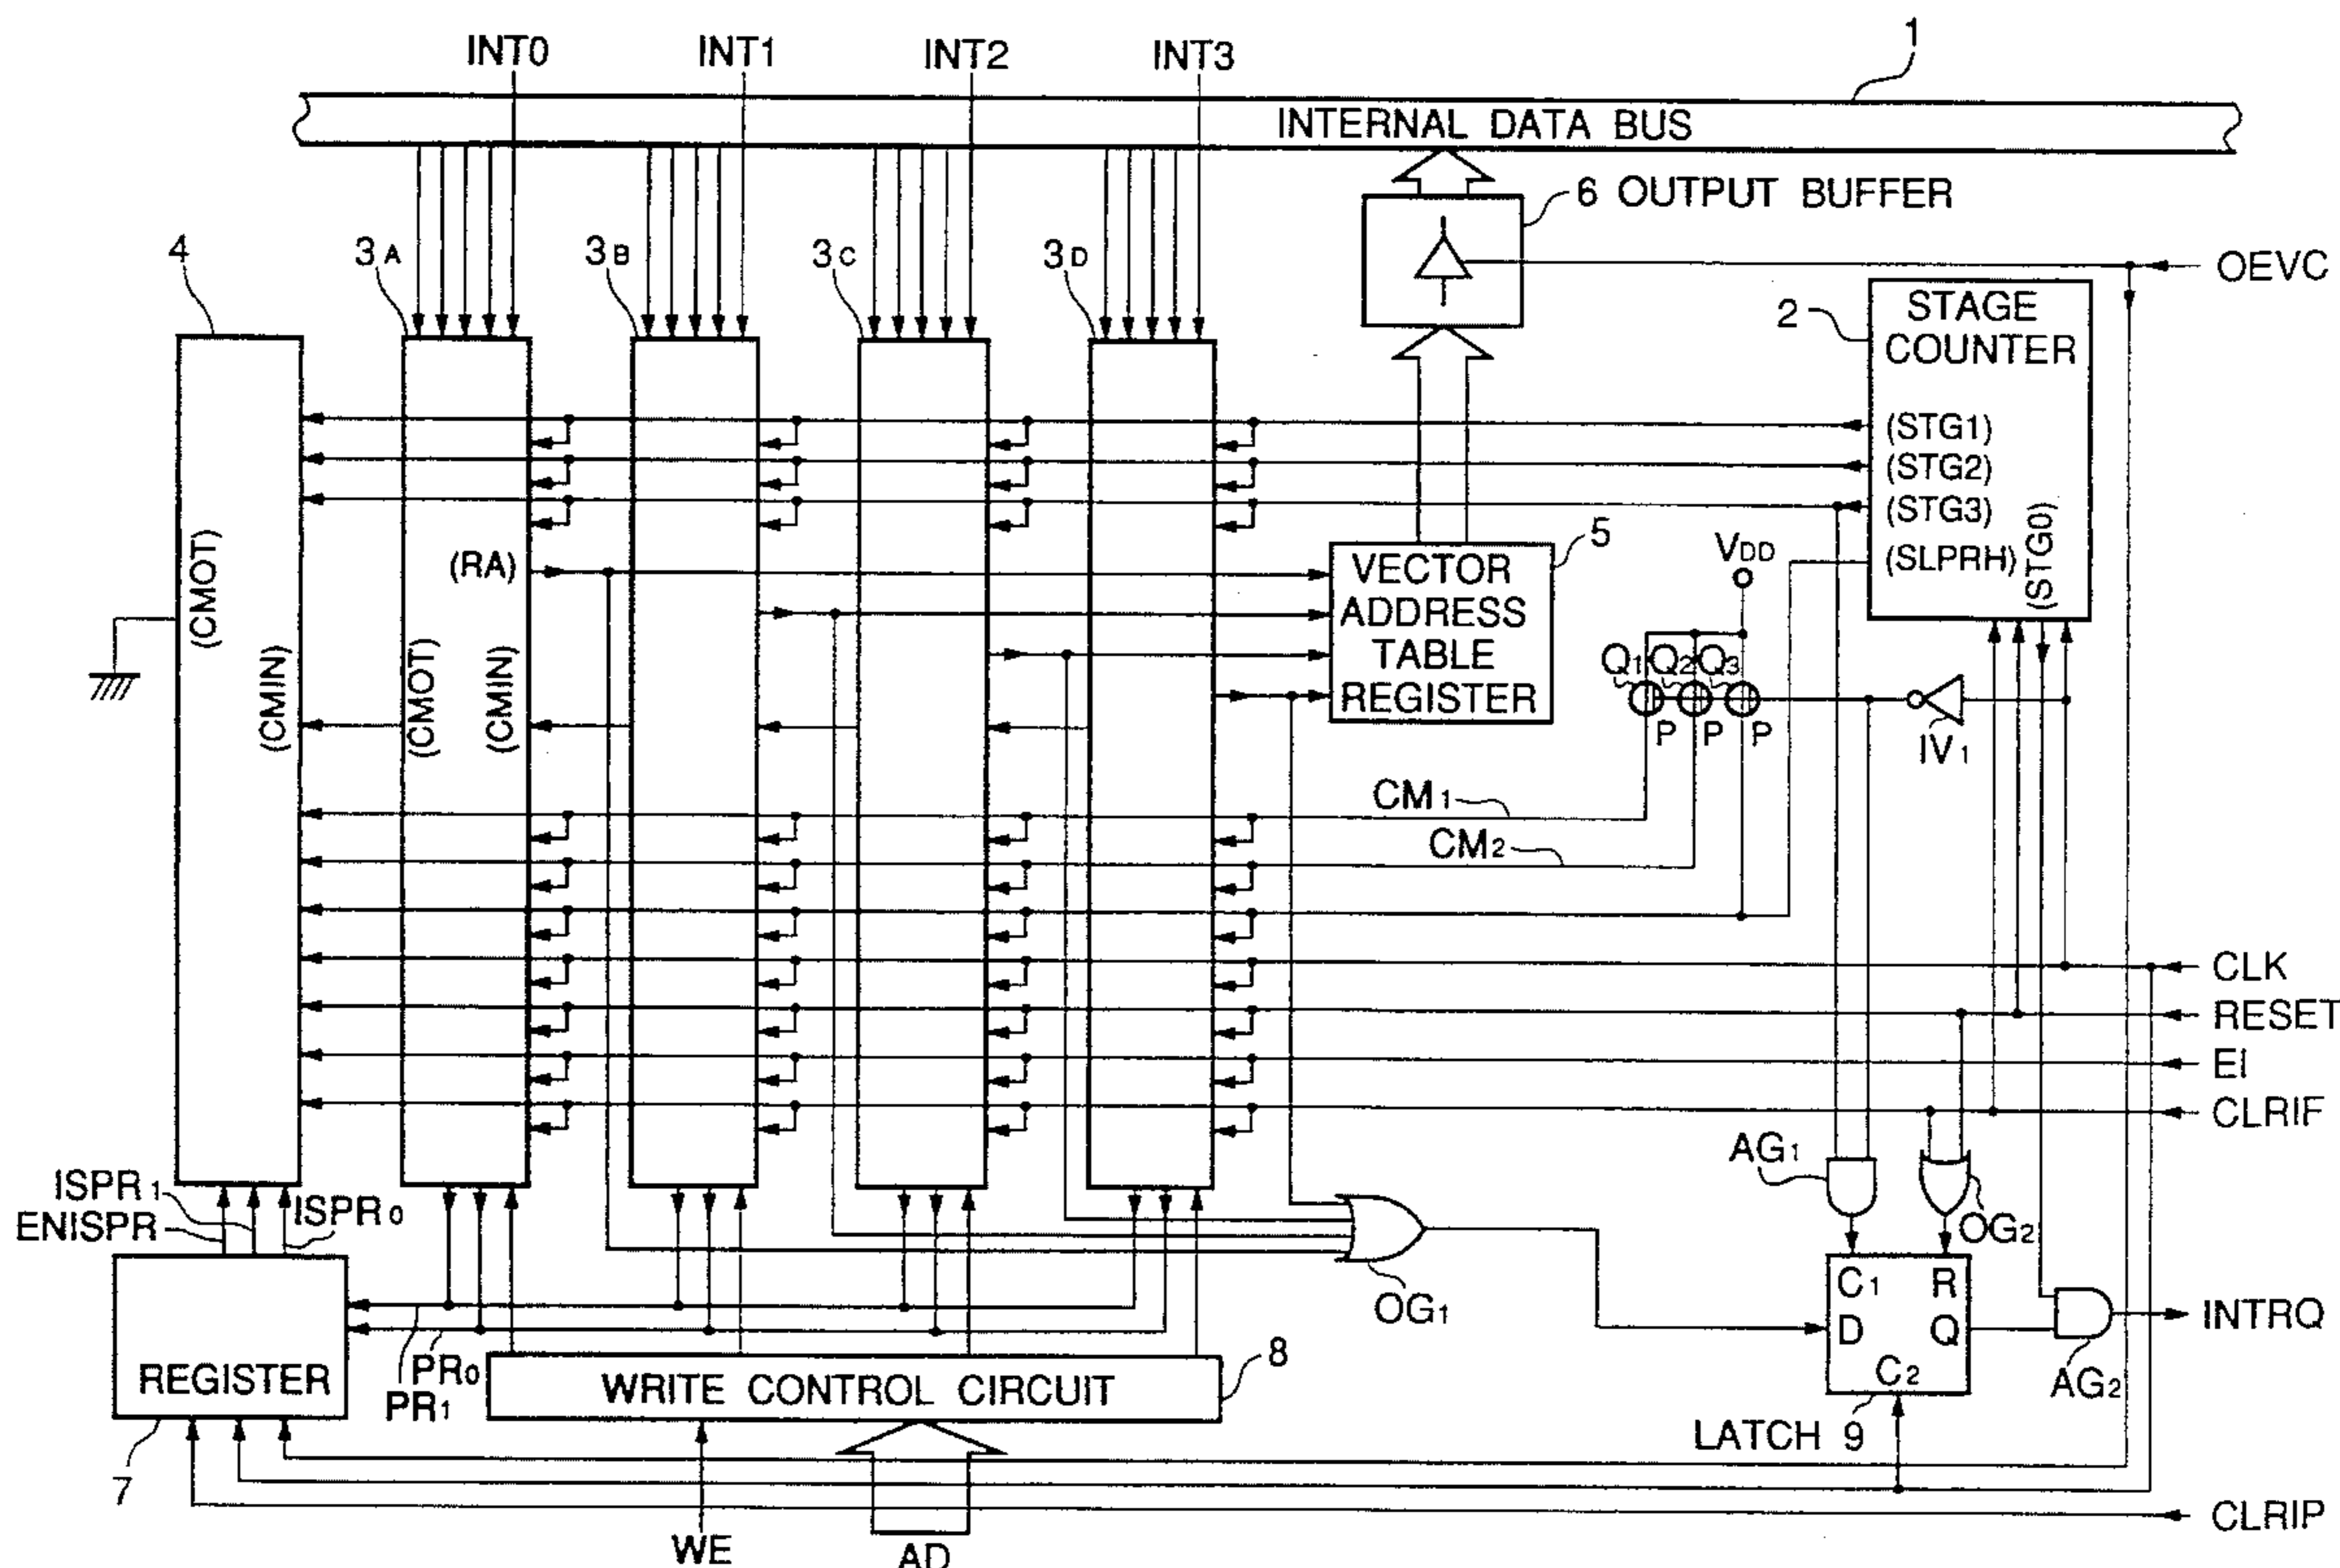 INT0 INT1 INT2 INT3 1
INTERNAL DATA BUS
6 OUTPUT BUFFER
4 3A 3B 3C 3D OEVC
2 STAGE COUNTER
(STG1)
(STG2)
(STG3)
(SLPRH)
(STG0)
(CMOT)
(CMIN)
(RA)
(CMOT)
(CMIN)
5
VECTOR
ADDRESS
TABLE
REGISTER
VDD
Q1 Q2 Q3
P P P
IV1
CM1
CM2
CLK
RESET
EI
CLRIF
AG1
OG2
ISPR1
ENISPR
ISPR0
OG1
C1 R
D Q
C2
INTRQ
AG2
PR0
PR1
REGISTER
7
WRITE CONTROL CIRCUIT
8
LATCH 9
WE
AD
CLRIP